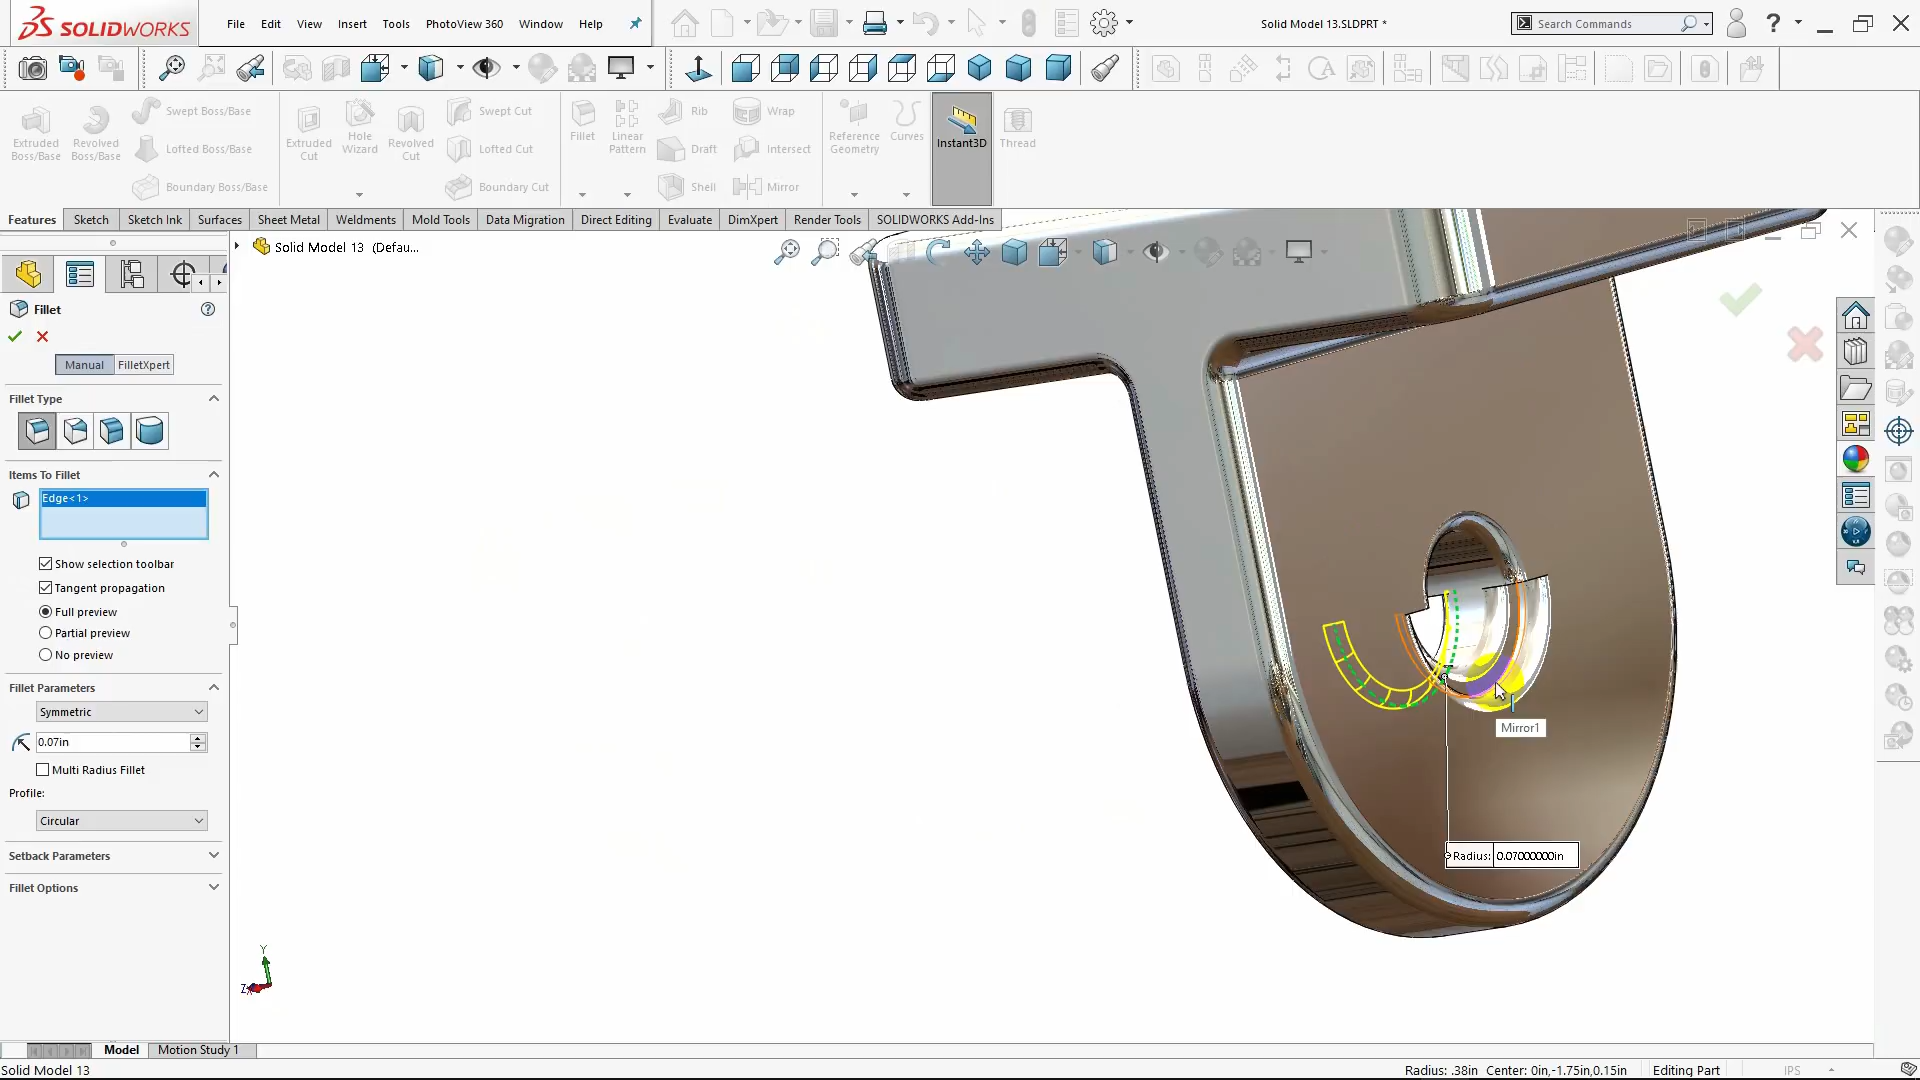 SOLIDWORKS
File Edit View Insert Tools PhotoView 360 Window Help
Solid Model 13.SLDPRT *
Search Commands
Extruded Boss/Base
Revolved Boss/Base
Swept Boss/Base
Lofted Boss/Base
Boundary Boss/Base
Extruded Cut
Hole Wizard
Revolved Cut
Swept Cut
Lofted Cut
Boundary Cut
Fillet
Linear Pattern
Rib
Draft
Shell
Wrap
Intersect
Mirror
Reference Geometry
Curves
Instant3D
Thread
Features Sketch Sketch Ink Surfaces Sheet Metal Weldments Mold Tools Data Migration Direct Editing Evaluate DimXpert Render Tools SOLIDWORKS Add-Ins
Solid Model 13 (Defau...
Fillet
Manual FilletXpert
Fillet Type
Items To Fillet
Edge<1>
Show selection toolbar
Tangent propagation
Full preview
Partial preview
No preview
Fillet Parameters
Symmetric
0.07in
Multi Radius Fillet
Profile:
Circular
Setback Parameters
Fillet Options
Mirror1
Radius: 0.07000000in
Y
Z
Model Motion Study 1
Solid Model 13
Radius: .38in Center: 0in,-1.75in,0.15in Editing Part IPS